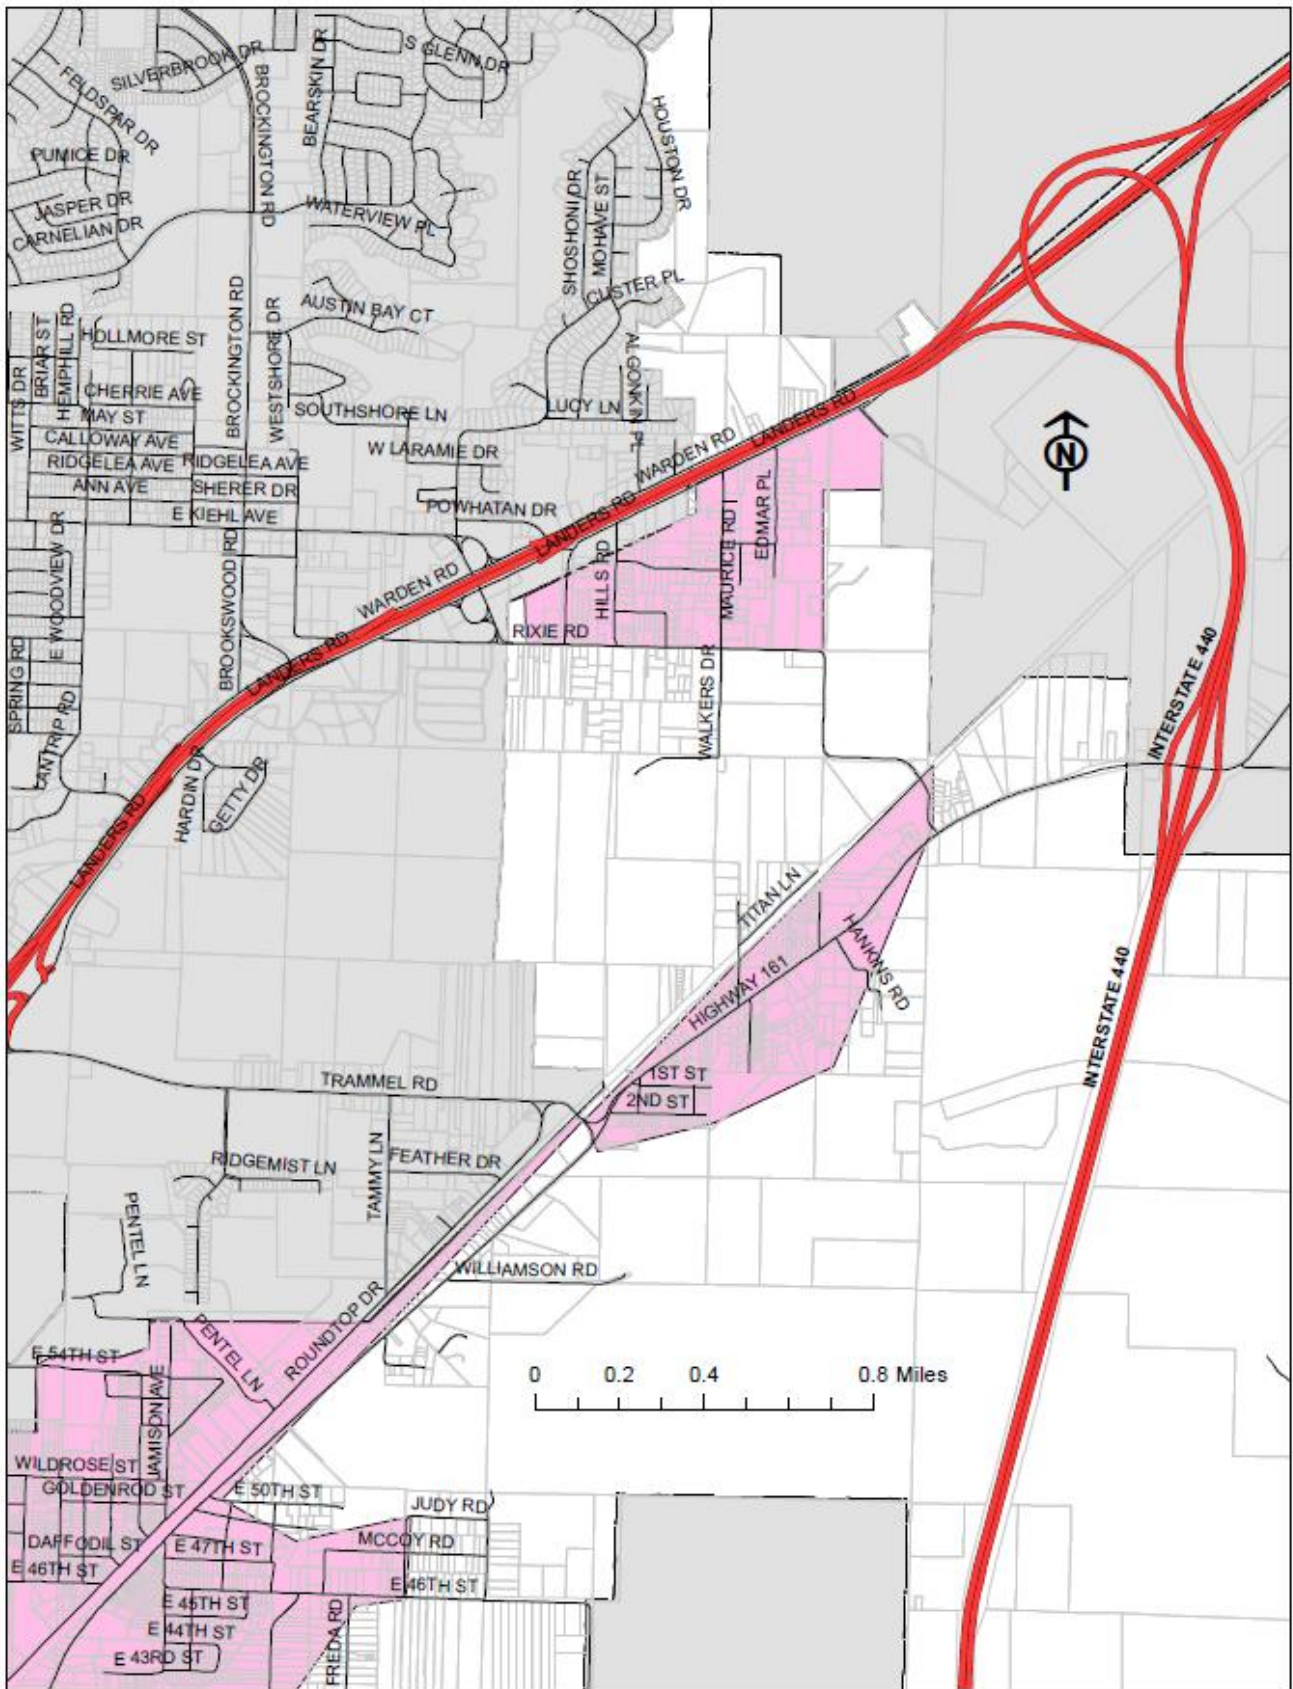 S GLENN DR
SILVERBROOK DR
BEARSKIN DR
FELDSPAR DR
BROCKINGTON RD
HOUSTON DR
PUMICE DR
JASPER DR
CARNELIAN DR
WATERVIEW PL
SHOSHONI DR
MOHAVE ST
CUSTER PL
AUSTIN BAY CT
BROCKINGTON RD
WESTSHORE DR
BRIAR ST
HEMPHILL RD
HOLLMORE ST
WITTS DR
CHERRIE AVE
MAY ST
SOUTHSHORE LN
LUCY LN
ALGONKIN PL
LANDERS RD
CALLOWAY AVE
W LARAMIE DR
WARDEN RD
RIDGELEA AVE
RIDGELEA AVE
ANN AVE
SHERER DR
E KIEHL AVE
POWHATAN DR
LANDERS RD
N
EDMAR PL
MAURICE RD
HILLS RD
E WOODVIEW DR
BROOKSWOOD RD
WARDEN RD
RIXIE RD
LANDERS RD
SPRING RD
LANTRIP RD
WALKERS DR
INTERSTATE 440
HARDIN DR
GETTY DR
LANDERS RD
TITAN LN
HANKINS RD
HIGHWAY 161
INTERSTATE 440
1ST ST
2ND ST
TRAMMEL RD
TAMMY LN
FEATHER DR
RIDGEMIST LN
PENTEL LN
WILLIAMSON RD
ROUNDTOP DR
PENTEL LN
E 54TH ST
JAMISON AVE
0 0.2 0.4 0.8 Miles
WILDROSE ST
GOLDENROD ST
E 50TH ST
JUDY RD
DAFFODIL ST
E 47TH ST
MCCOY RD
E 46TH ST
E 46TH ST
E 45TH ST
E 44TH ST
E 43RD ST
FREDA RD